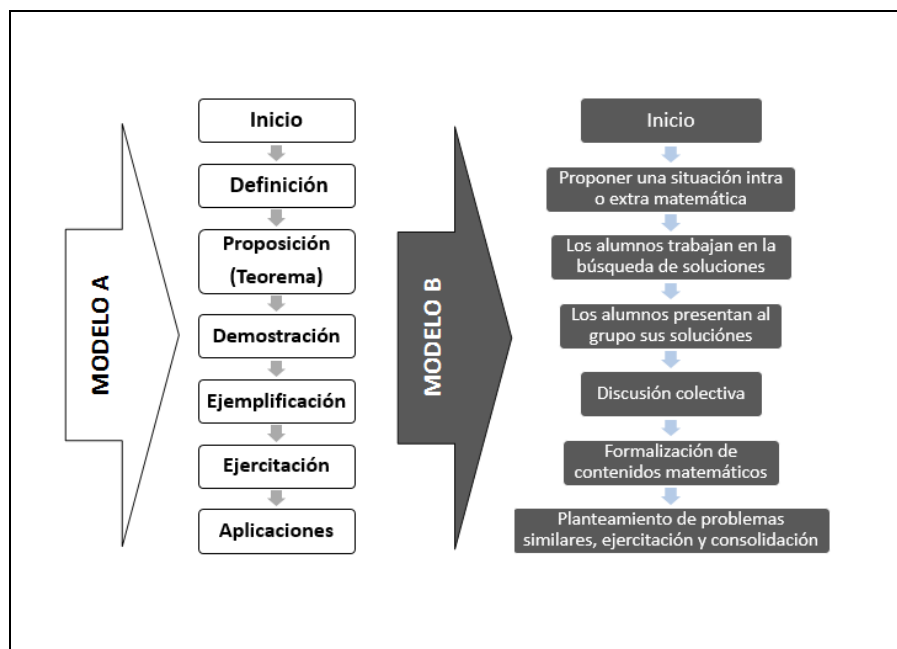 MODELO A
Inicio
Definición
Proposición
(Teorema)
Demostración
Ejemplificación
Ejercitación
Aplicaciones
MODELO B
Inicio
Proponer una situación intra
o extra matemática
Los alumnos trabajan en la
búsqueda de soluciones
Los alumnos presentan al
grupo sus soluciónes
Discusión colectiva
Formalización de
contenidos matemáticos
Planteamiento de problemas
similares, ejercitación y consolidación